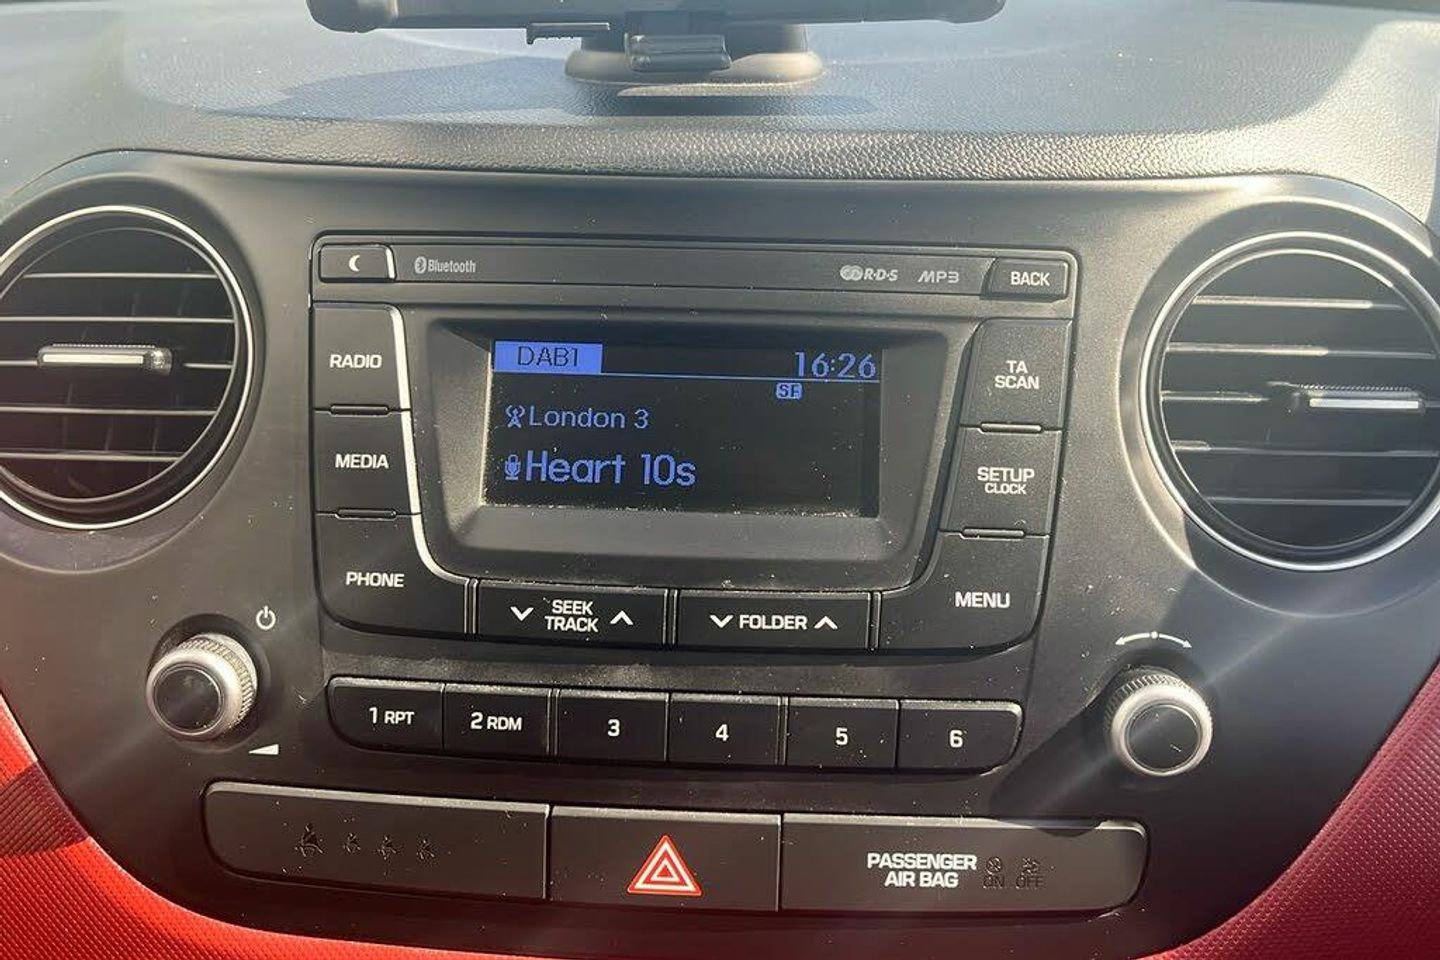 Bluetooth
R·D·S
MP3
BACK
RADIO
DAB1
16:26
TA
SCAN
SF
London 3
MEDIA
Heart 10s
SETUP
CLOCK
PHONE
SEEK
TRACK
FOLDER
MENU
1 RPT
2 RDM
3
4
5
6
PASSENGER
AIR BAG
ON
OFF